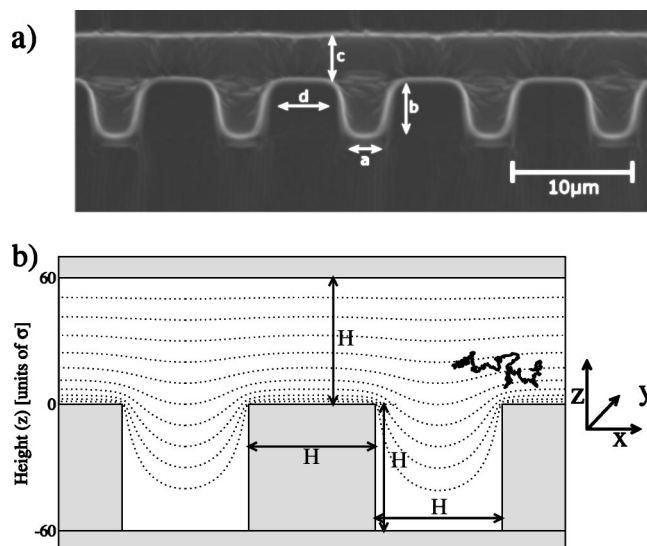 a)
c
d
b
a
10μm
b)
Height (z) [units of σ]
60
0
-60
H
H
H
H
z
y
x